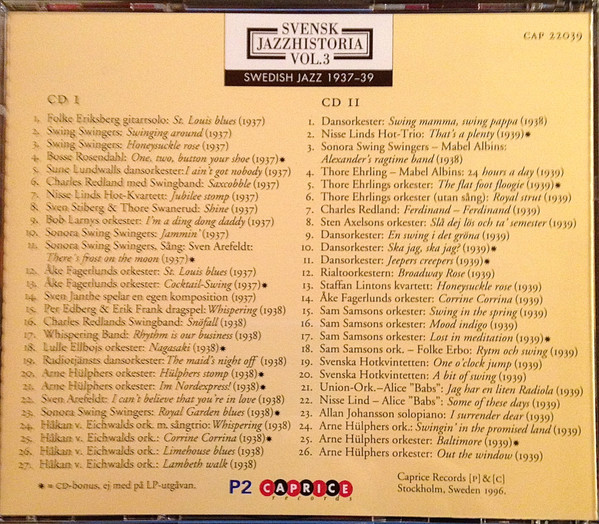 SVENSK
JAZZHISTORIA
VOL.3
SWEDISH JAZZ 1937–39
CAP 22039
CD I
1. Folke Eriksberg gitarrsolo: St. Louis blues (1937)
2. Swing Swingers: Swinging around (1937)
3. Swing Swingers: Honeysuckle rose (1937)
4. Bosse Rosendahl: One, two, button your shoe (1937)●
5. Sune Lundwalls dansorkester: I ain't got nobody (1937)
6. Charles Redland med Swingband: Saxcobble (1937)
7. Nisse Linds Hot-Kvartett: Jubilee stomp (1937)
8. Sven Stiberg & Thore Swanerud: Shine (1937)
9. Bob Larnys orkester: I'm a ding dong daddy (1937)
10. Sonora Swing Swingers: Jammin' (1937)
11. Sonora Swing Swingers, Sång: Sven Arefeldt:
There's frost on the moon (1937)●
12. Åke Fagerlunds orkester: St. Louis blues (1937)
13. Åke Fagerlunds orkester: Cocktail-Swing (1937)●
14. Sven Janthe spelar en egen komposition (1937)
15. Per Edberg & Erik Frank dragspel: Whispering (1938)
16. Charles Redlands Swingband: Snöfall (1938)
17. Whispering Band: Rhythm is our business (1938)
18. Lulle Ellbojs orkester: Nagasaki (1938)●
19. Radiotjänsts dansorkester: The maid's night off (1938)
20. Arne Hülphers orkester: Hülphers stomp (1938)
21. Arne Hülphers orkester: Im Nordexpress! (1938)●
22. Sven Arefeldt: I can't believe that you're in love (1938)
23. Sonora Swing Swingers: Royal Garden blues (1938)●
24. Håkan v. Eichwalds ork. m. sångtrio: Whispering (1938)
25. Håkan v. Eichwalds ork.: Corrine Corrina (1938)●
26. Håkan v. Eichwalds ork.: Limehouse blues (1938)
27. Håkan v. Eichwalds ork.: Lambeth walk (1938)
● = CD-bonus, ej med på LP-utgåvan.
CD II
1. Dansorkester: Swing mamma, swing pappa (1938)
2. Nisse Linds Hot-Trio: That's a plenty (1939)●
3. Sonora Swing Swingers – Mabel Albins:
Alexander's ragtime band (1938)
4. Thore Ehrling – Mabel Albins: 24 hours a day (1939)
5. Thore Ehrlings orkester: The flat foot floogie (1939)●
6. Thore Ehrlings orkester (utan sång): Royal strut (1939)
7. Charles Redland: Ferdinand – Ferdinand (1939)
8. Sten Axelsons orkester: Slå dej lös och ta' semester (1939)
9. Dansorkester: En swing i det gröna (1939)
10. Dansorkester: Ska jag, ska jag? (1939)●
11. Dansorkester: Jeepers creepers (1939)●
12. Rialtoorkestern: Broadway Rose (1939)
13. Staffan Lintons kvartett: Honeysuckle rose (1939)
14. Åke Fagerlunds orkester: Corrine Corrina (1939)
15. Sam Samsons orkester: Swing in the spring (1939)
16. Sam Samsons orkester: Mood indigo (1939)
17. Sam Samsons orkester: Lost in meditation (1939)●
18. Sam Samsons ork. – Folke Erbo: Rytm och swing (1939)
19. Svenska Hotkvintetten: One o'clock jump (1939)
20. Svenska Hotkvintetten: A bit of swing (1939)
21. Union-Ork.–Alice "Babs": Jag har en liten Radiola (1939)
22. Nisse Lind – Alice "Babs": Some of these days (1939)
23. Allan Johansson solopiano: I surrender dear (1939)
24. Arne Hülphers ork.: Swingin' in the promised land (1939)
25. Arne Hülphers orkester: Baltimore (1939)●
26. Arne Hülphers orkester: Out the window (1939)
P2 CAPRICE
records
Caprice Records [P] & [C]
Stockholm, Sweden 1996.